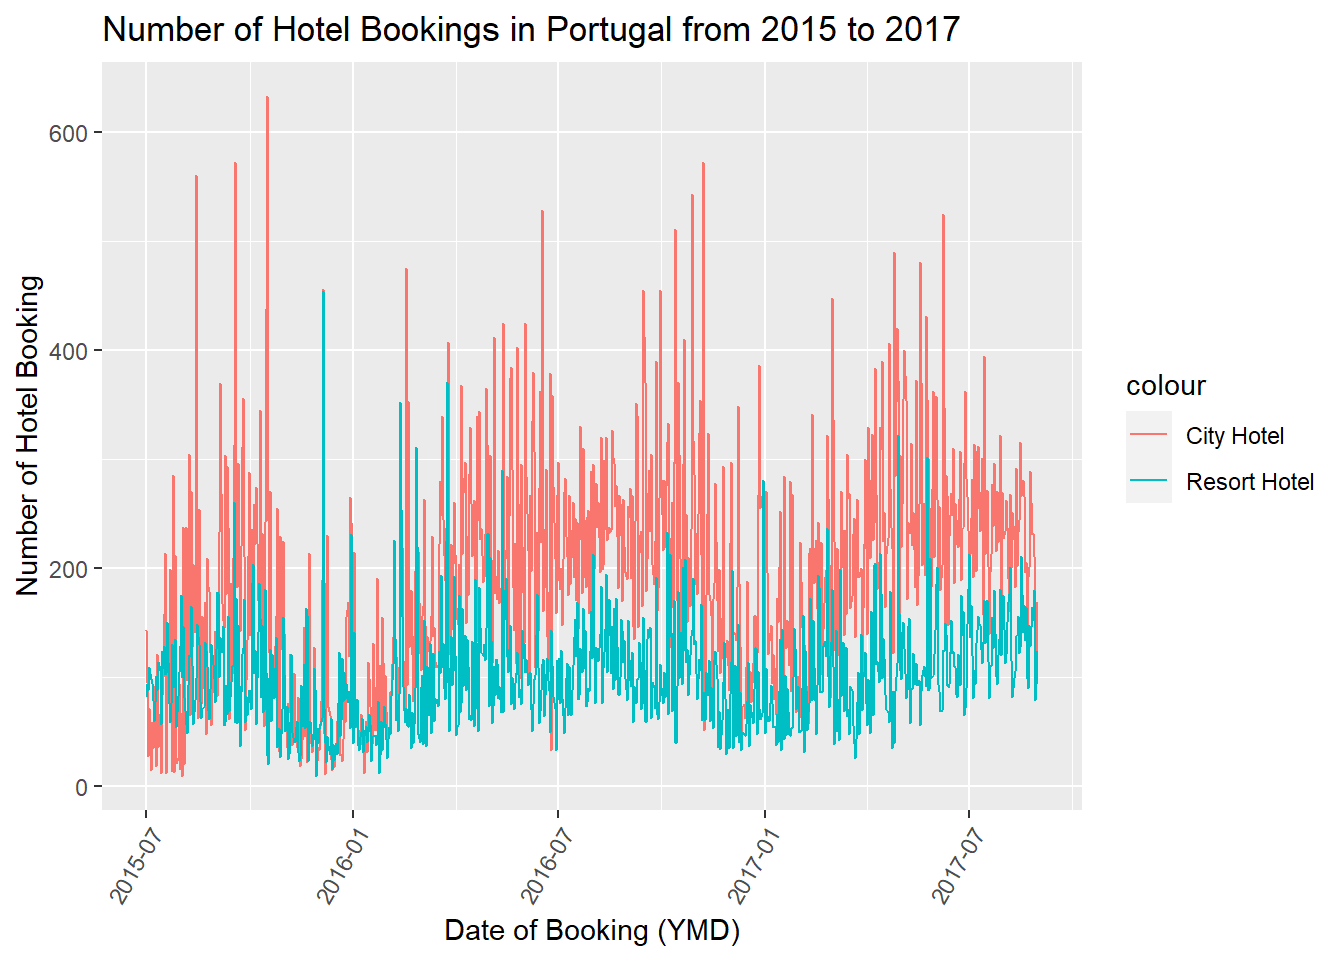 Number of Hotel Bookings in Portugal from 2015 to 2017
Number of Hotel Booking
600
400
200
0
2015-07
2016-01
2016-07
2017-01
2017-07
Date of Booking (YMD)
colour
City Hotel
Resort Hotel